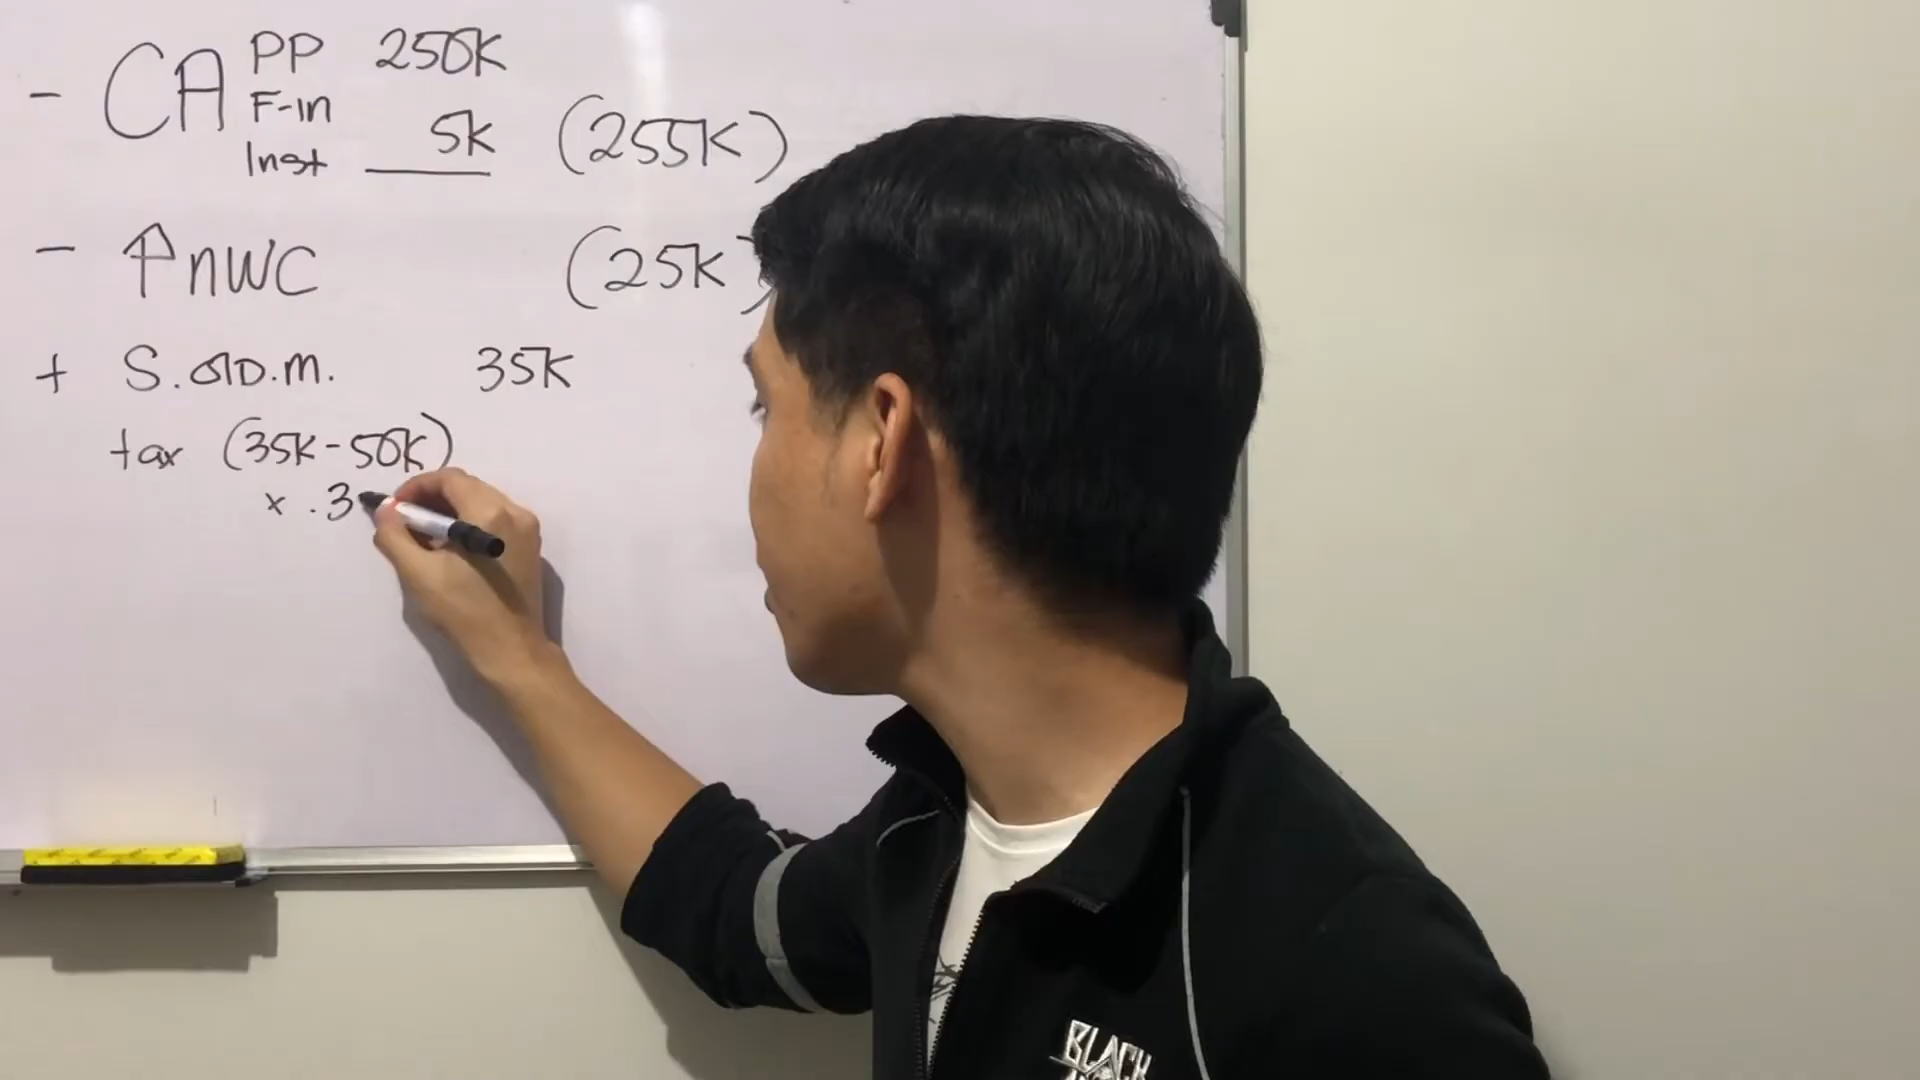 - CA PP 250K
F-in
Inst 5K (255K)
- ↑nWC (25K)
+ S. OLD.m. 35K
tax (35K-50K)
x .3
BLACK